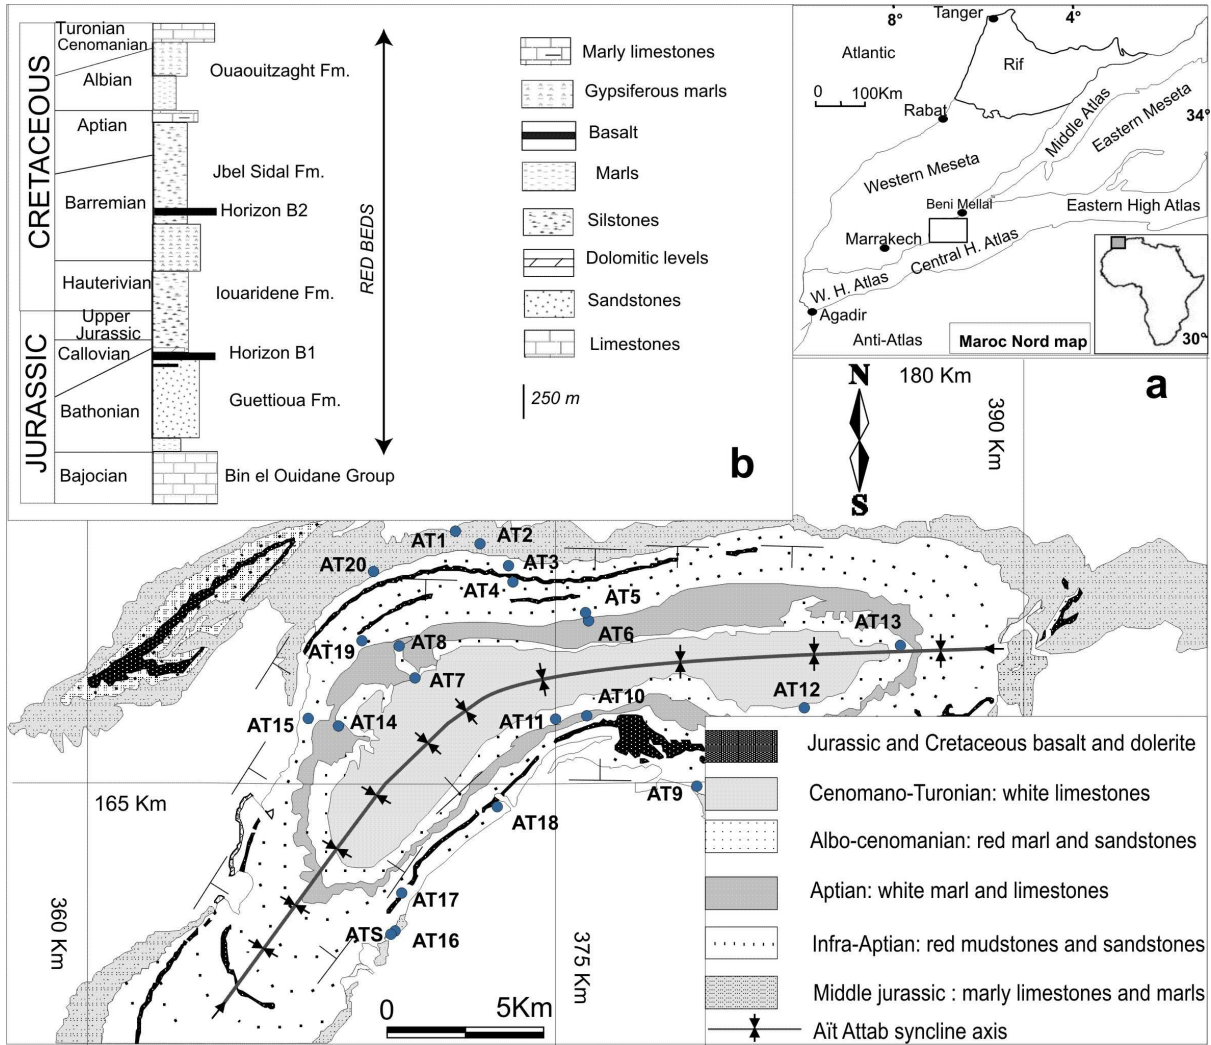 CRETACEOUS
JURASSIC
Turonian
Cenomanian
Albian
Aptian
Barremian
Hauterivian
Upper
Jurassic
Callovian
Bathonian
Bajocian
Ouaouitzaght Fm.
Jbel Sidal Fm.
Horizon B2
Iouaridene Fm.
Horizon B1
Guettioua Fm.
Bin el Ouidane Group
RED BEDS
Marly limestones
Gypsiferous marls
Basalt
Marls
Silstones
Dolomitic levels
Sandstones
Limestones
250 m
b
8°
Tanger
4°
Atlantic
Rif
0
100Km
Rabat
Middle Atlas
Eastern Meseta
34°
Western Meseta
Beni Mellal
Eastern High Atlas
Marrakech
Central H. Atlas
W. H. Atlas
Agadir
Anti-Atlas
Maroc Nord map
30°
N
S
180 Km
a
390 Km
AT1
AT2
AT3
AT20
AT4
AT5
AT6
AT13
AT19
AT8
AT7
AT10
AT12
AT15
AT14
AT11
AT9
165 Km
AT18
AT17
ATS
AT16
360 Km
375 Km
0
5Km
Jurassic and Cretaceous basalt and dolerite
Cenomano-Turonian: white limestones
Albo-cenomanian: red marl and sandstones
Aptian: white marl and limestones
Infra-Aptian: red mudstones and sandstones
Middle jurassic : marly limestones and marls
Aït Attab syncline axis